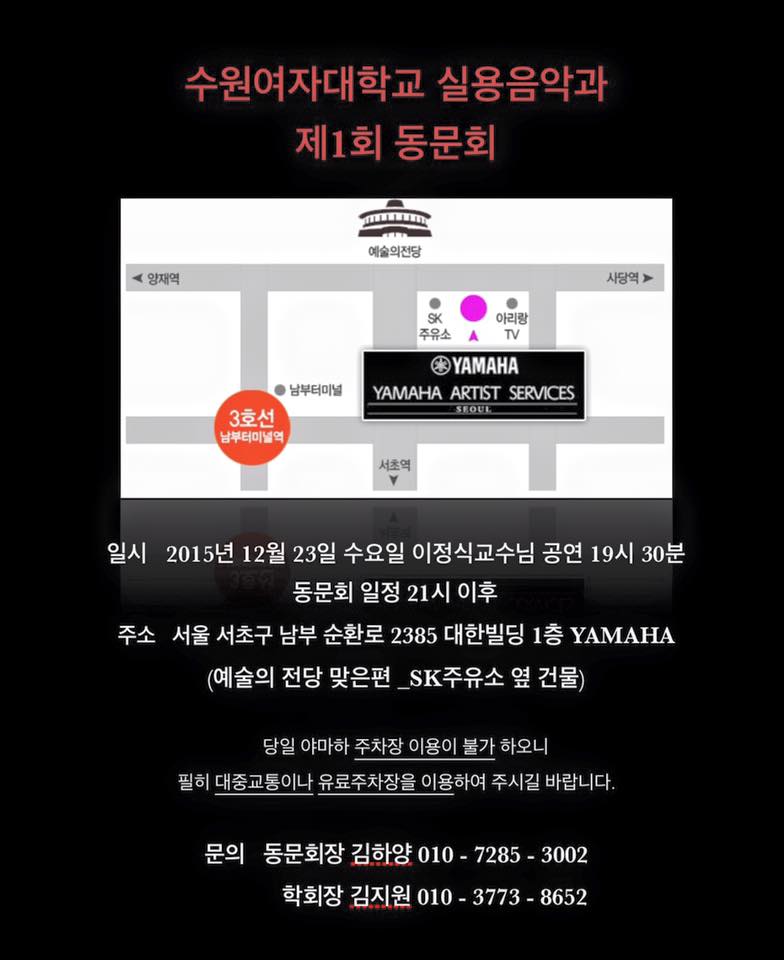 수원여자대학교 실용음악과
제1회 동문회
예술의전당
◀ 양재역
사당역 ▶
SK
주유소
아리랑
TV
YAMAHA
YAMAHA ARTIST SERVICES
SEOUL
남부터미널
3호선
남부터미널역
서초역
일시 2015년 12월 23일 수요일 이정식교수님 공연 19시 30분
동문회 일정 21시 이후
주소 서울 서초구 남부 순환로 2385 대한빌딩 1층 YAMAHA
(예술의 전당 맞은편 _SK주유소 옆 건물)
당일 야마하 주차장 이용이 불가 하오니
필히 대중교통이나 유료주차장을 이용하여 주시길 바랍니다.
문의 동문회장 김하양 010 - 7285 - 3002
학회장 김지원 010 - 3773 - 8652